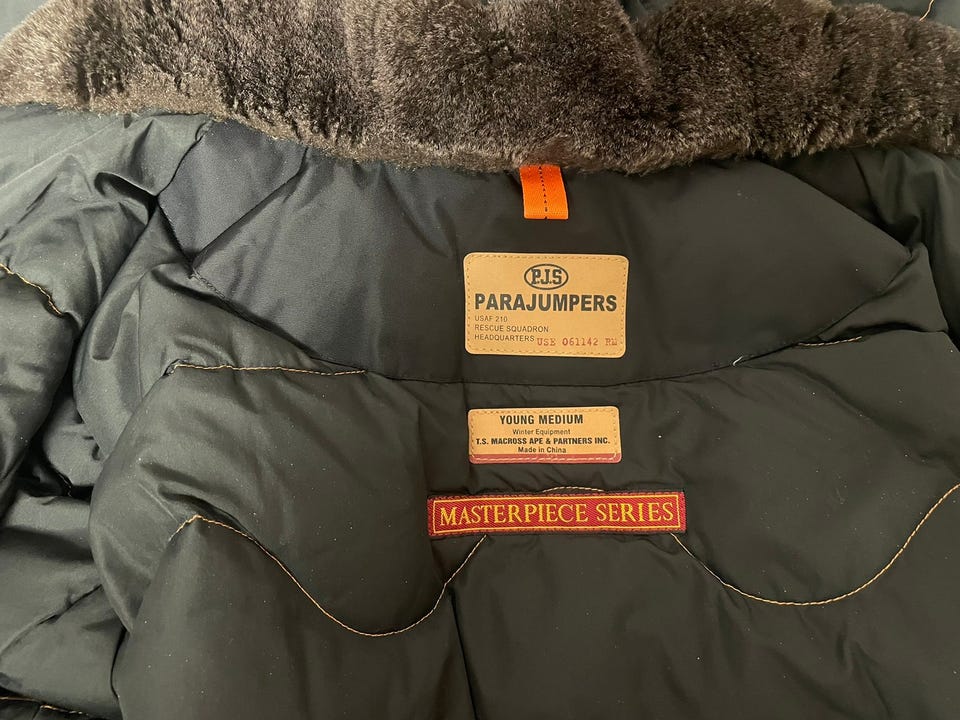 P.J.S
PARAJUMPERS
USAF 210
RESCUE SQUADRON
HEADQUARTERS USE 061142 RM
YOUNG MEDIUM
Winter Equipment
T.S. MACROSS APE & PARTNERS INC.
Made in China
MASTERPIECE SERIES